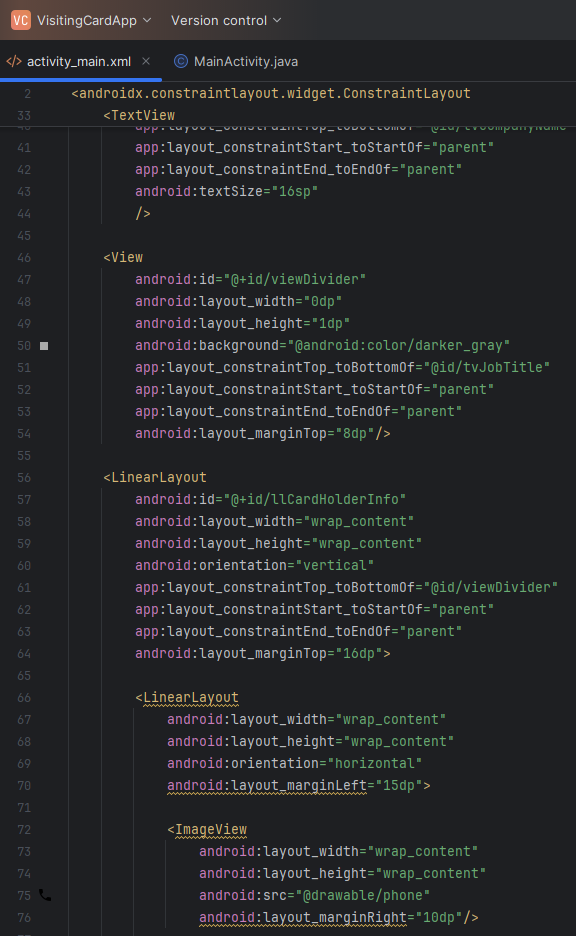 VC VisitingCardApp Version control
activity_main.xml MainActivity.java
2 <androidx.constraintlayout.widget.ConstraintLayout
33 <TextView
app:layout_constraintTop_toBottomOf="@id/tvCompanyName
41 app:layout_constraintStart_toStartOf="parent"
42 app:layout_constraintEnd_toEndOf="parent"
43 android:textSize="16sp"
44 />
45
46 <View
47 android:id="@+id/viewDivider"
48 android:layout_width="0dp"
49 android:layout_height="1dp"
50 android:background="@android:color/darker_gray"
51 app:layout_constraintTop_toBottomOf="@id/tvJobTitle"
52 app:layout_constraintStart_toStartOf="parent"
53 app:layout_constraintEnd_toEndOf="parent"
54 android:layout_marginTop="8dp"/>
55
56 <LinearLayout
57 android:id="@+id/llCardHolderInfo"
58 android:layout_width="wrap_content"
59 android:layout_height="wrap_content"
60 android:orientation="vertical"
61 app:layout_constraintTop_toBottomOf="@id/viewDivider"
62 app:layout_constraintStart_toStartOf="parent"
63 app:layout_constraintEnd_toEndOf="parent"
64 android:layout_marginTop="16dp">
65
66 <LinearLayout
67 android:layout_width="wrap_content"
68 android:layout_height="wrap_content"
69 android:orientation="horizontal"
70 android:layout_marginLeft="15dp">
71
72 <ImageView
73 android:layout_width="wrap_content"
74 android:layout_height="wrap_content"
75 android:src="@drawable/phone"
76 android:layout_marginRight="10dp"/>